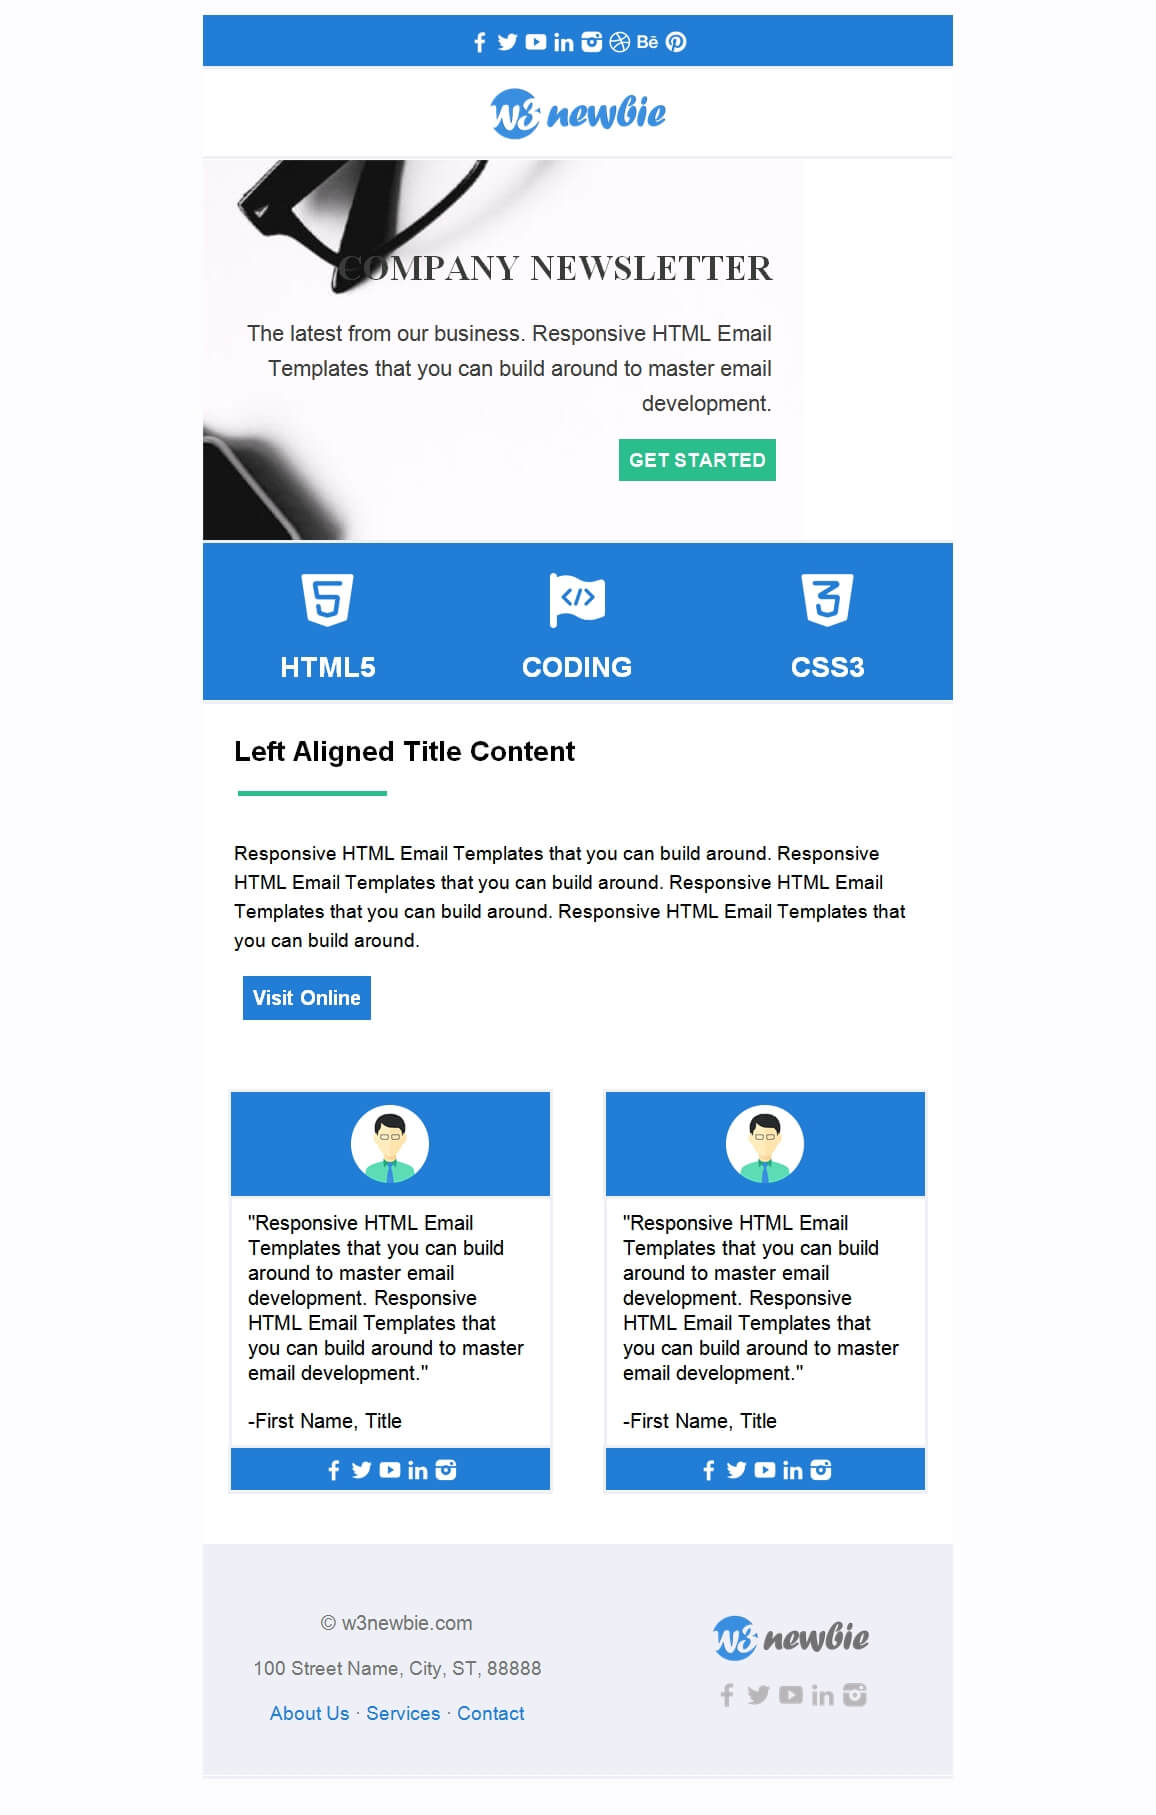 Bē
w3 newbie
COMPANY NEWSLETTER
The latest from our business. Responsive HTML Email
Templates that you can build around to master email
development.
GET STARTED
5
</>
3
HTML5
CODING
CSS3
Left Aligned Title Content
Responsive HTML Email Templates that you can build around. Responsive
HTML Email Templates that you can build around. Responsive HTML Email
Templates that you can build around. Responsive HTML Email Templates that
you can build around.
Visit Online
"Responsive HTML Email
Templates that you can build
around to master email
development. Responsive
HTML Email Templates that
you can build around to master
email development."
-First Name, Title
"Responsive HTML Email
Templates that you can build
around to master email
development. Responsive
HTML Email Templates that
you can build around to master
email development."
-First Name, Title
© w3newbie.com
100 Street Name, City, ST, 88888
About Us · Services · Contact
w3 newbie